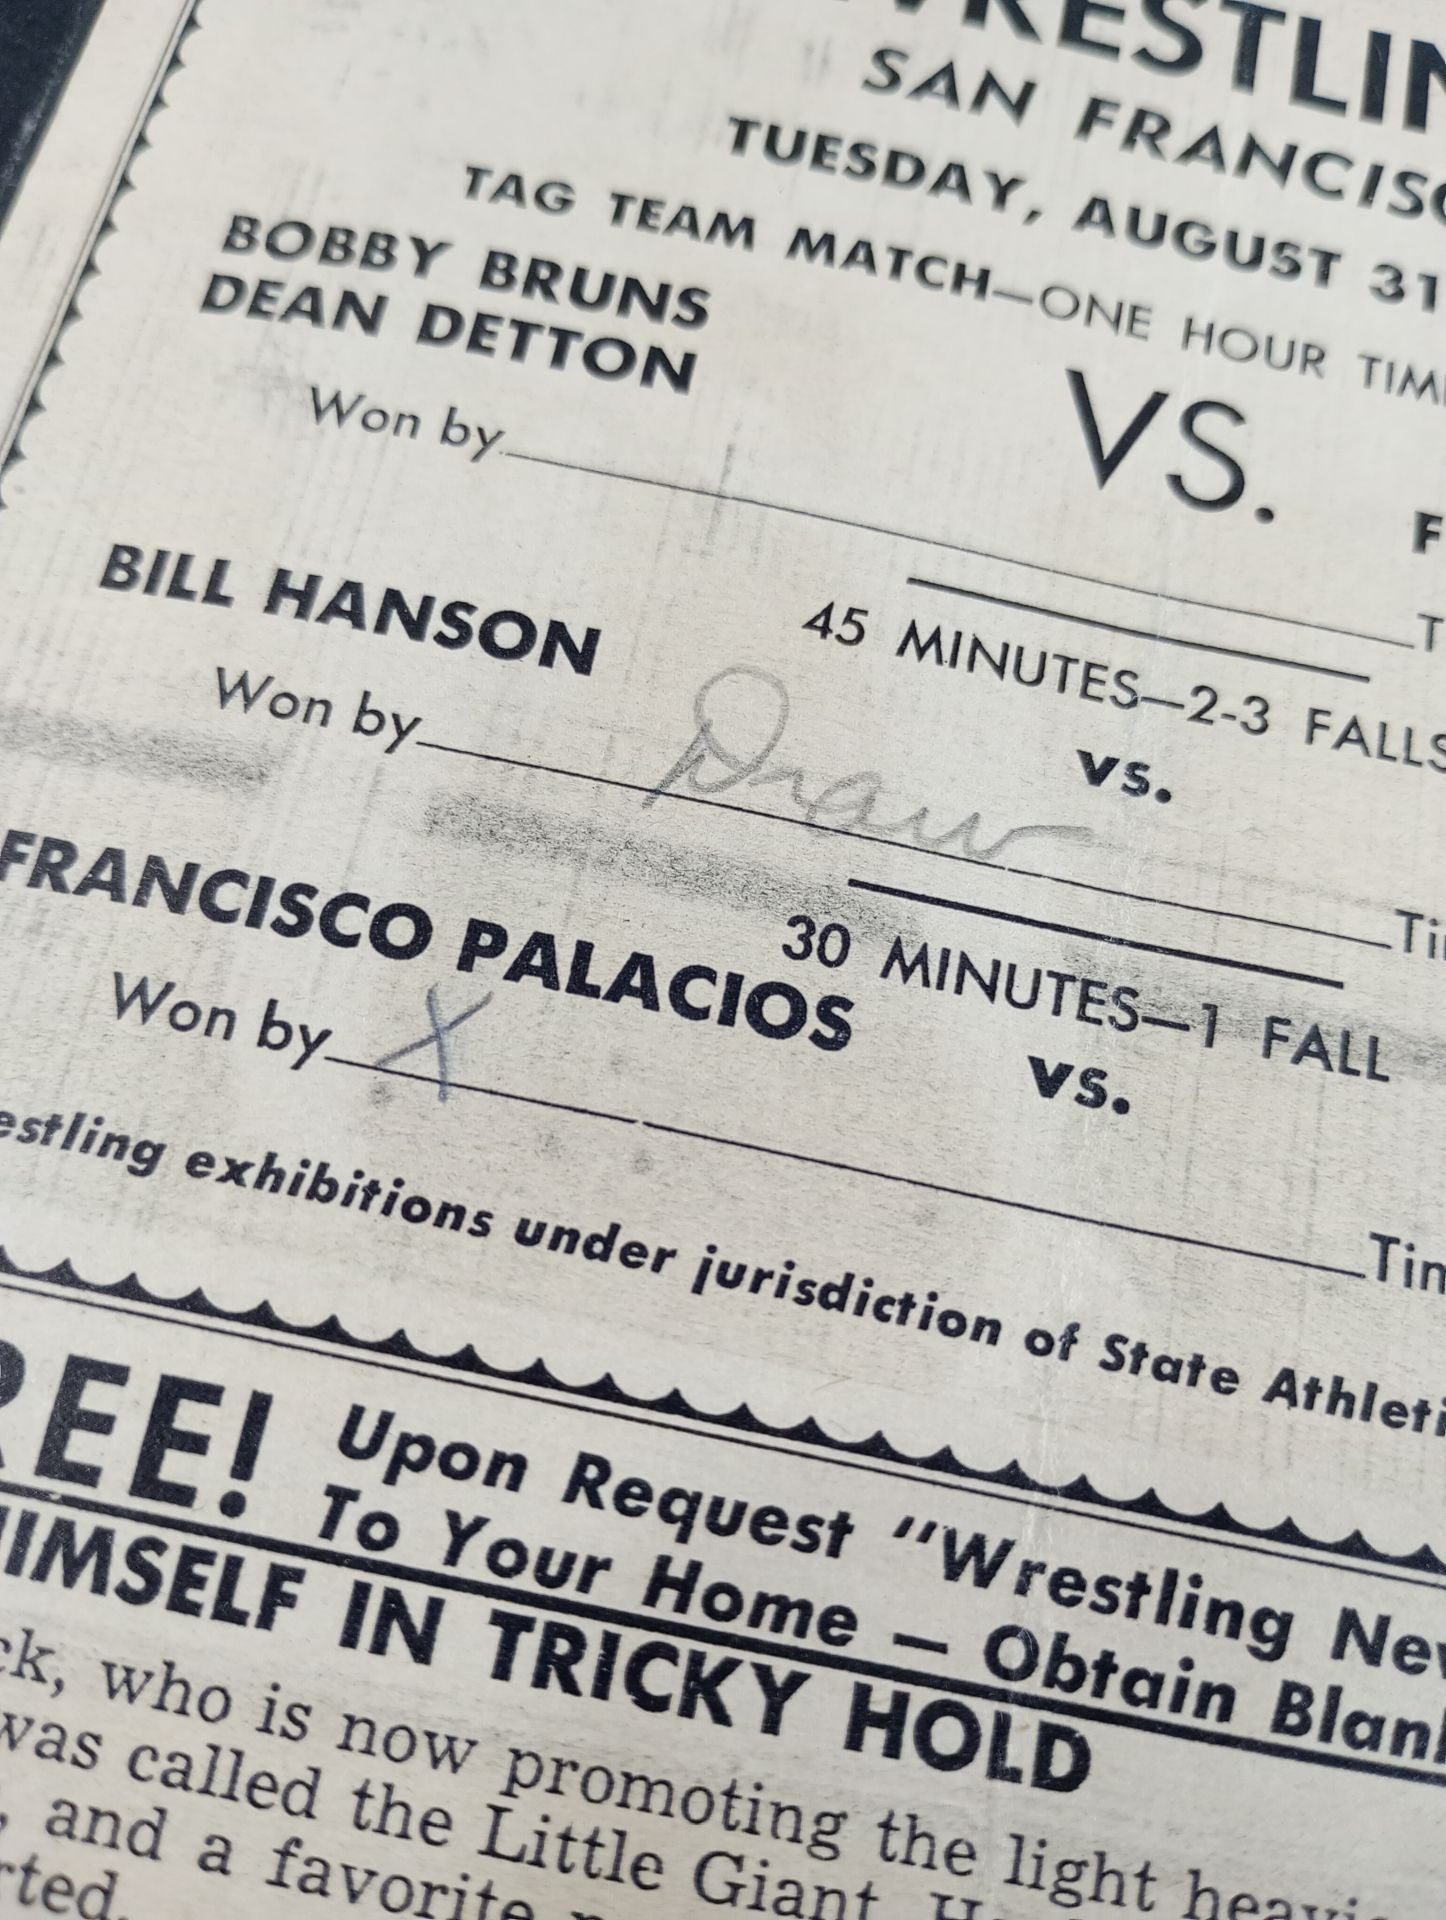 WRESTLIN
SAN FRANCISC
TUESDAY, AUGUST 31
TAG TEAM MATCH—ONE HOUR TIM
BOBBY BRUNS
DEAN DETTON
VS.
F
Won by
T
45 MINUTES—2-3 FALLS
BILL HANSON
vs.
Won by Draw
Ti
30 MINUTES—1 FALL
FRANCISCO PALACIOS
vs.
Won by X
Tim
estling exhibitions under jurisdiction of State Athleti
REE! Upon Request "Wrestling New
To Your Home — Obtain Blank
HIMSELF IN TRICKY HOLD
ck, who is now promoting the light heavie
was called the Little Giant. H
, and a favorite
rted.